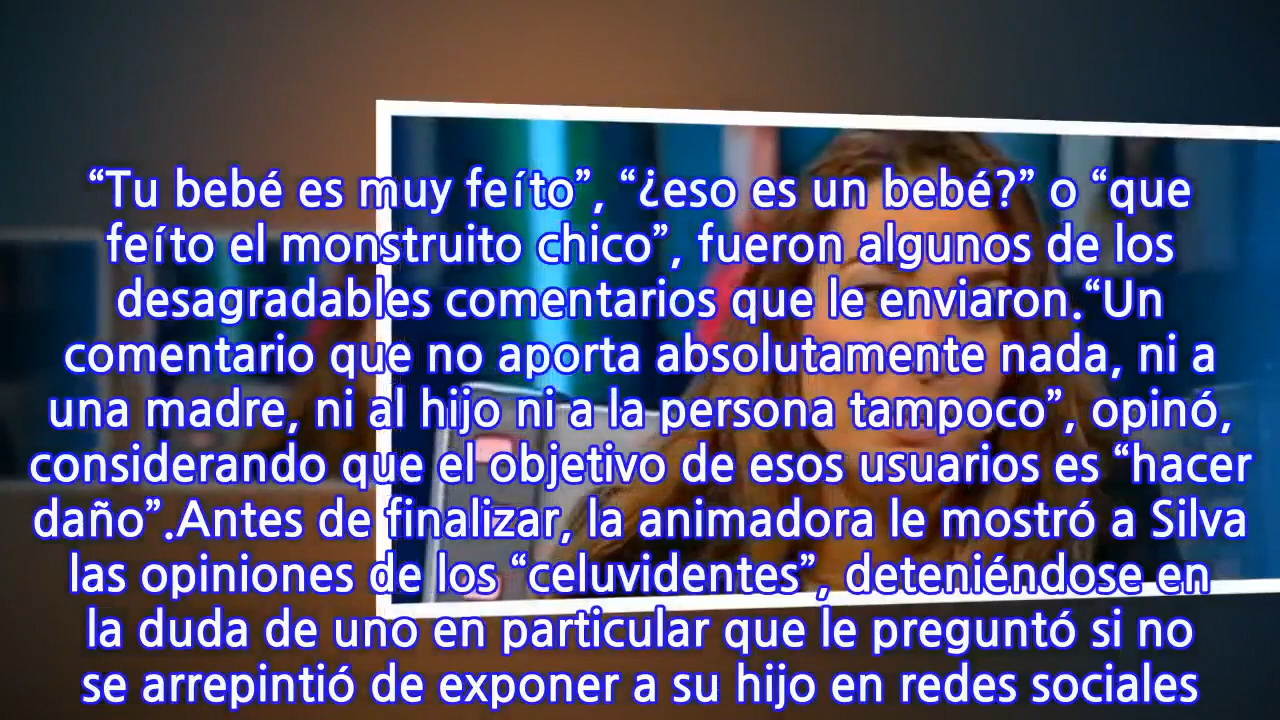 “Tu bebé es muy feíto”, “¿eso es un bebé?” o “que
feíto el monstruito chico”, fueron algunos de los
desagradables comentarios que le enviaron.“Un
comentario que no aporta absolutamente nada, ni a
una madre, ni al hijo ni a la persona tampoco”, opinó,
considerando que el objetivo de esos usuarios es “hacer
daño”.Antes de finalizar, la animadora le mostró a Silva
las opiniones de los “celuvidentes”, deteniéndose en
la duda de uno en particular que le preguntó si no
se arrepintió de exponer a su hijo en redes sociales